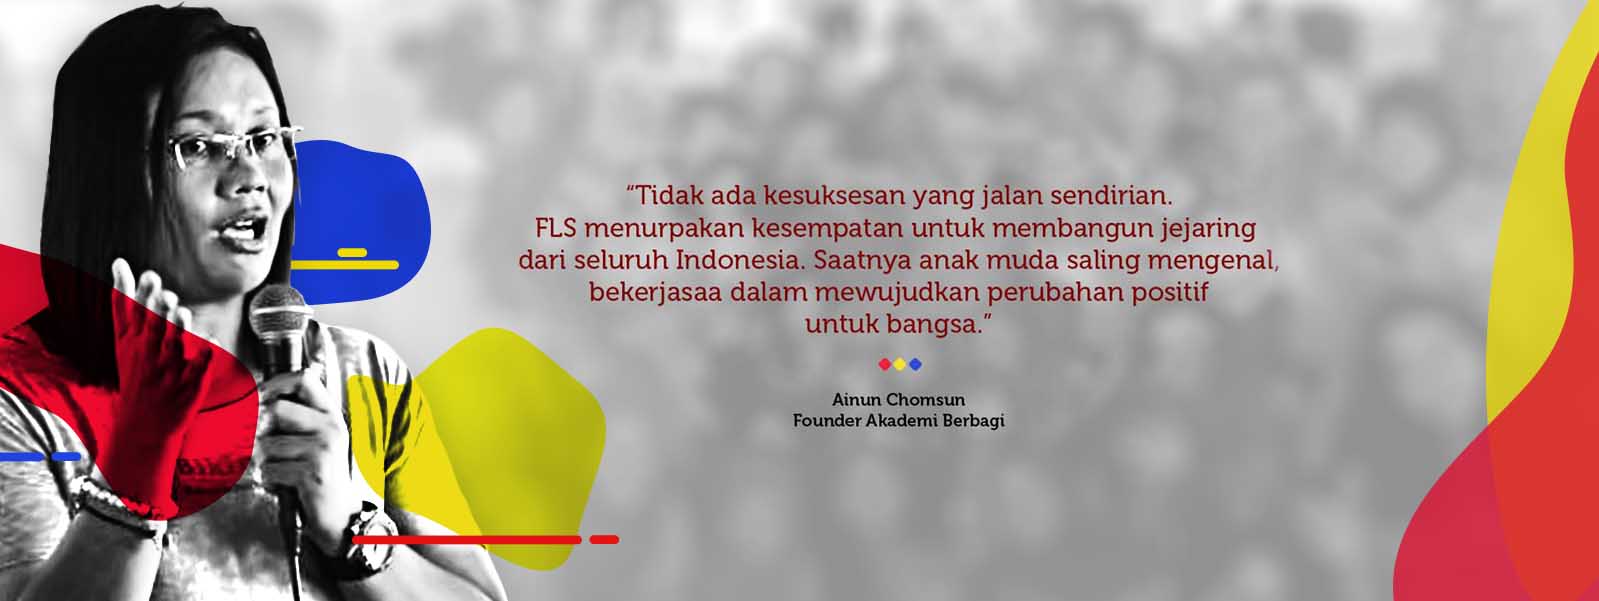 “Tidak ada kesuksesan yang jalan sendirian.
FLS menurpakan kesempatan untuk membangun jejaring
dari seluruh Indonesia. Saatnya anak muda saling mengenal,
bekerjasaa dalam mewujudkan perubahan positif
untuk bangsa.”
Ainun Chomsun
Founder Akademi Berbagi